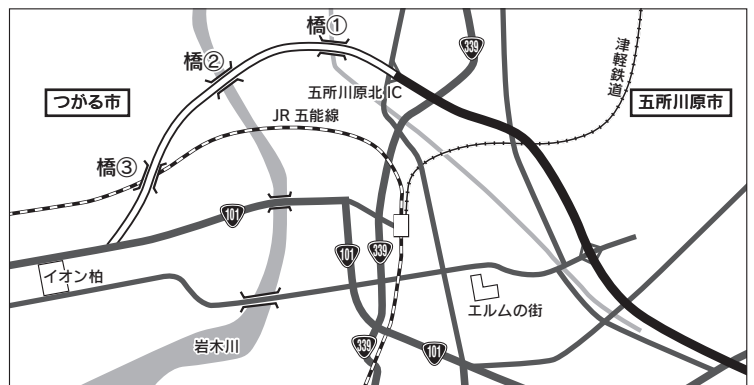 橋①
橋②
339
津軽鉄道
つがる市
五所川原北 IC
五所川原市
JR 五能線
橋③
101
101
339
イオン柏
エルムの街
岩木川
339
101